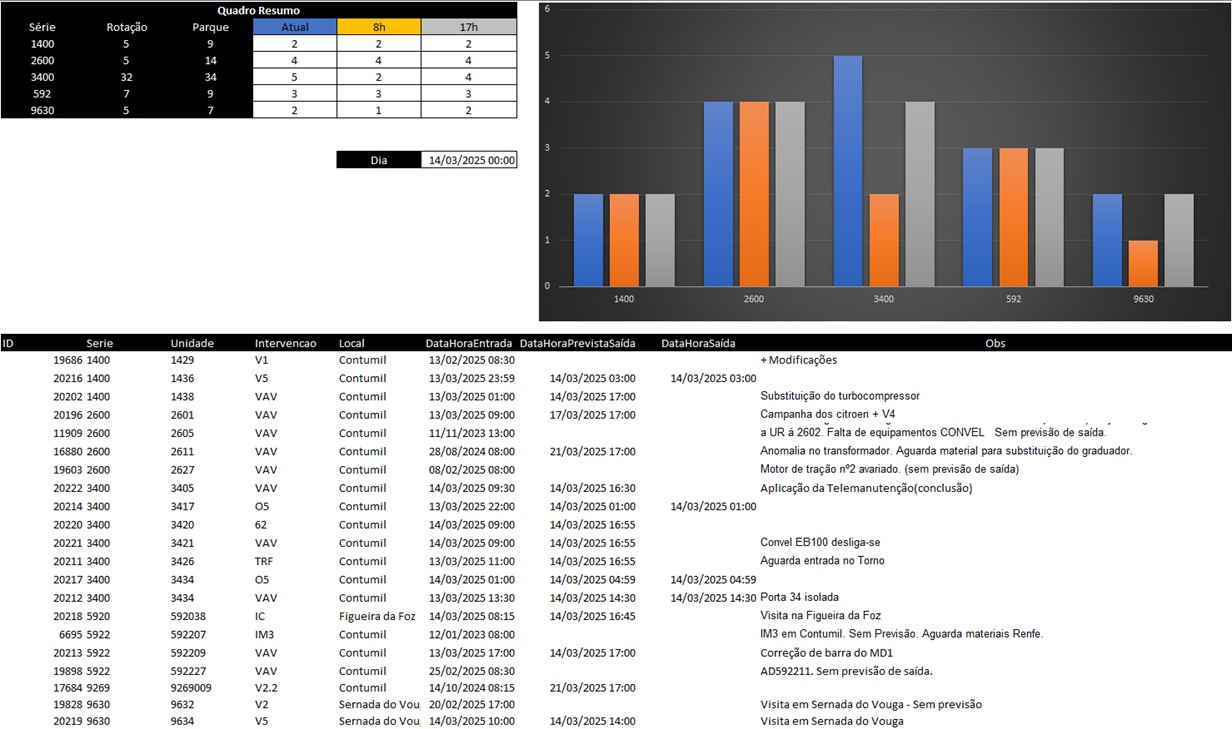 Quadro Resumo
Série Rotação Parque Atual 8h 17h
1400 5 9 2 2 2
2600 5 14 4 4 4
3400 32 34 5 2 4
592 7 9 3 3 3
9630 5 7 2 1 2
Dia 14/03/2025 00:00
6
5
4
3
2
1
0
1400 2600 3400 592 9630
ID Serie Unidade Intervencao Local DataHoraEntrada DataHoraPrevistaSaída DataHoraSaída Obs
19686 1400 1429 V1 Contumil 13/02/2025 08:30 + Modificações
20216 1400 1436 V5 Contumil 13/03/2025 23:59 14/03/2025 03:00 14/03/2025 03:00
20202 1400 1438 VAV Contumil 13/03/2025 01:00 14/03/2025 17:00 Substituição do turbocompressor
20196 2600 2601 VAV Contumil 13/03/2025 09:00 17/03/2025 17:00 Campanha dos citroen + V4
11909 2600 2605 VAV Contumil 11/11/2023 13:00 a UR á 2602. Falta de equipamentos CONVEL Sem previsão de saída.
16880 2600 2611 VAV Contumil 28/08/2024 08:00 21/03/2025 17:00 Anomalia no transformador. Aguarda material para substituição do graduador.
19603 2600 2627 VAV Contumil 08/02/2025 08:00 Motor de tração nº2 avariado. (sem previsão de saída)
20222 3400 3405 VAV Contumil 14/03/2025 09:30 14/03/2025 16:30 Aplicação da Telemanutenção(conclusão)
20214 3400 3417 O5 Contumil 13/03/2025 22:00 14/03/2025 01:00 14/03/2025 01:00
20220 3400 3420 62 Contumil 14/03/2025 09:00 14/03/2025 16:55
20221 3400 3421 VAV Contumil 14/03/2025 09:00 14/03/2025 16:55 Convel EB100 desliga-se
20211 3400 3426 TRF Contumil 13/03/2025 11:00 14/03/2025 16:55 Aguarda entrada no Torno
20217 3400 3434 O5 Contumil 14/03/2025 01:00 14/03/2025 04:59 14/03/2025 04:59
20212 3400 3434 VAV Contumil 13/03/2025 13:30 14/03/2025 14:30 14/03/2025 14:30 Porta 34 isolada
20218 5920 592038 IC Figueira da Foz 14/03/2025 08:15 14/03/2025 16:45 Visita na Figueira da Foz
6695 5922 592207 IM3 Contumil 12/01/2023 08:00 IM3 em Contumil. Sem Previsão. Aguarda materiais Renfe.
20213 5922 592209 VAV Contumil 13/03/2025 17:00 14/03/2025 17:00 Correção de barra do MD1
19898 5922 592227 VAV Contumil 25/02/2025 08:30 AD592211. Sem previsão de saída.
17684 9269 9269009 V2.2 Contumil 14/10/2024 08:15 21/03/2025 17:00
19828 9630 9632 V2 Sernada do Vou 20/02/2025 17:00 Visita em Sernada do Vouga - Sem previsão
20219 9630 9634 V5 Sernada do Vou 14/03/2025 10:00 14/03/2025 14:00 Visita em Sernada do Vouga